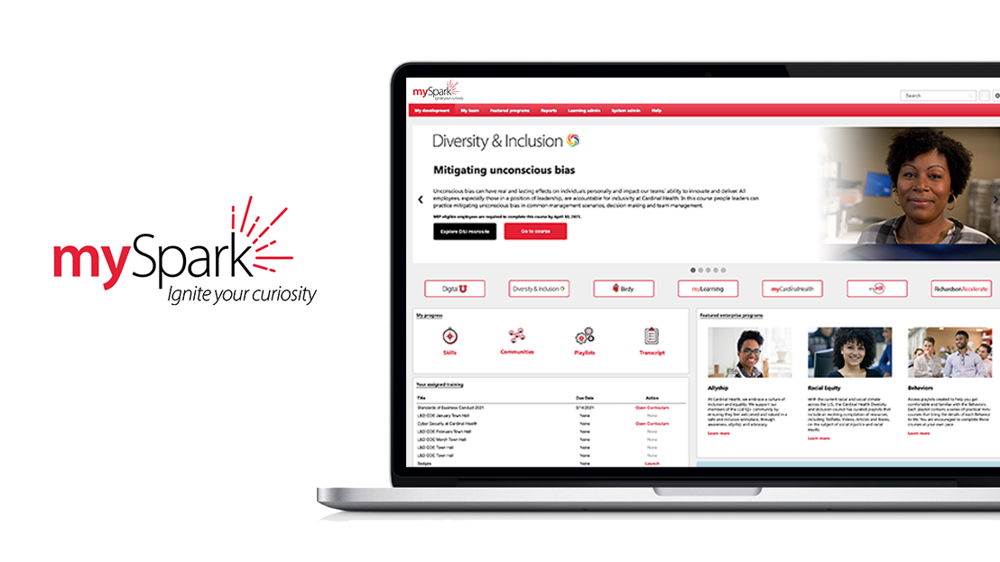 mySpark
Ignite your curiosity
mySpark
Ignite your curiosity
Search
My development My team Featured programs Reports Learning admin System admin Help
Diversity & Inclusion
Mitigating unconscious bias
Unconscious bias can have real and lasting effects on individuals personally and impact our teams' ability to innovate and deliver. All
employees, especially those in a position of leadership, are accountable for inclusivity at Cardinal Health. In this course people leaders can
practice mitigating unconscious bias in common management scenarios, decision making and team management.
MIP eligible employees are required to complete this course by April 30, 2021.
Explore D&I microsite Go to course
Digital U Diversity & Inclusion Birdy myLearning myCardinalHealth myHR RichardsonAccelerate
My progress
Skills Communities Playlists Transcript
Your assigned training
Title Due Date Action
Standards of Business Conduct 2021 5/14/2021 Open Curriculum
L&D COE January Town Hall None None
Cyber Security at Cardinal Health None Open Curriculum
L&D COE February Town Hall None None
L&D COE March Town Hall None None
L&D COE Town Hall None None
L&D COE Town Hall None None
Badges None Launch
Featured enterprise programs
Allyship
At Cardinal Health, we embrace a culture of
inclusion and equality. We support our
members of the LGBTQ+ community by
ensuring they feel welcomed and valued in a
safe and inclusive workplace, through
awareness, allyship and advocacy.
Learn more
Racial Equity
With the current racial and social climate
across the U.S., the Cardinal Health Diversity
and Inclusion council has curated playlists that
include an exciting compilation of resources,
including TedTalks, Videos, Articles and Books,
on the subject of social injustice and racial
equity.
Learn more
Behaviors
Access playlists created to help you get
comfortable and familiar with the Behaviors.
Each playlist contains a series of practical mini-
courses that bring the details of each Behavior
to life. You are encouraged to complete those
courses at your own pace.
Learn more